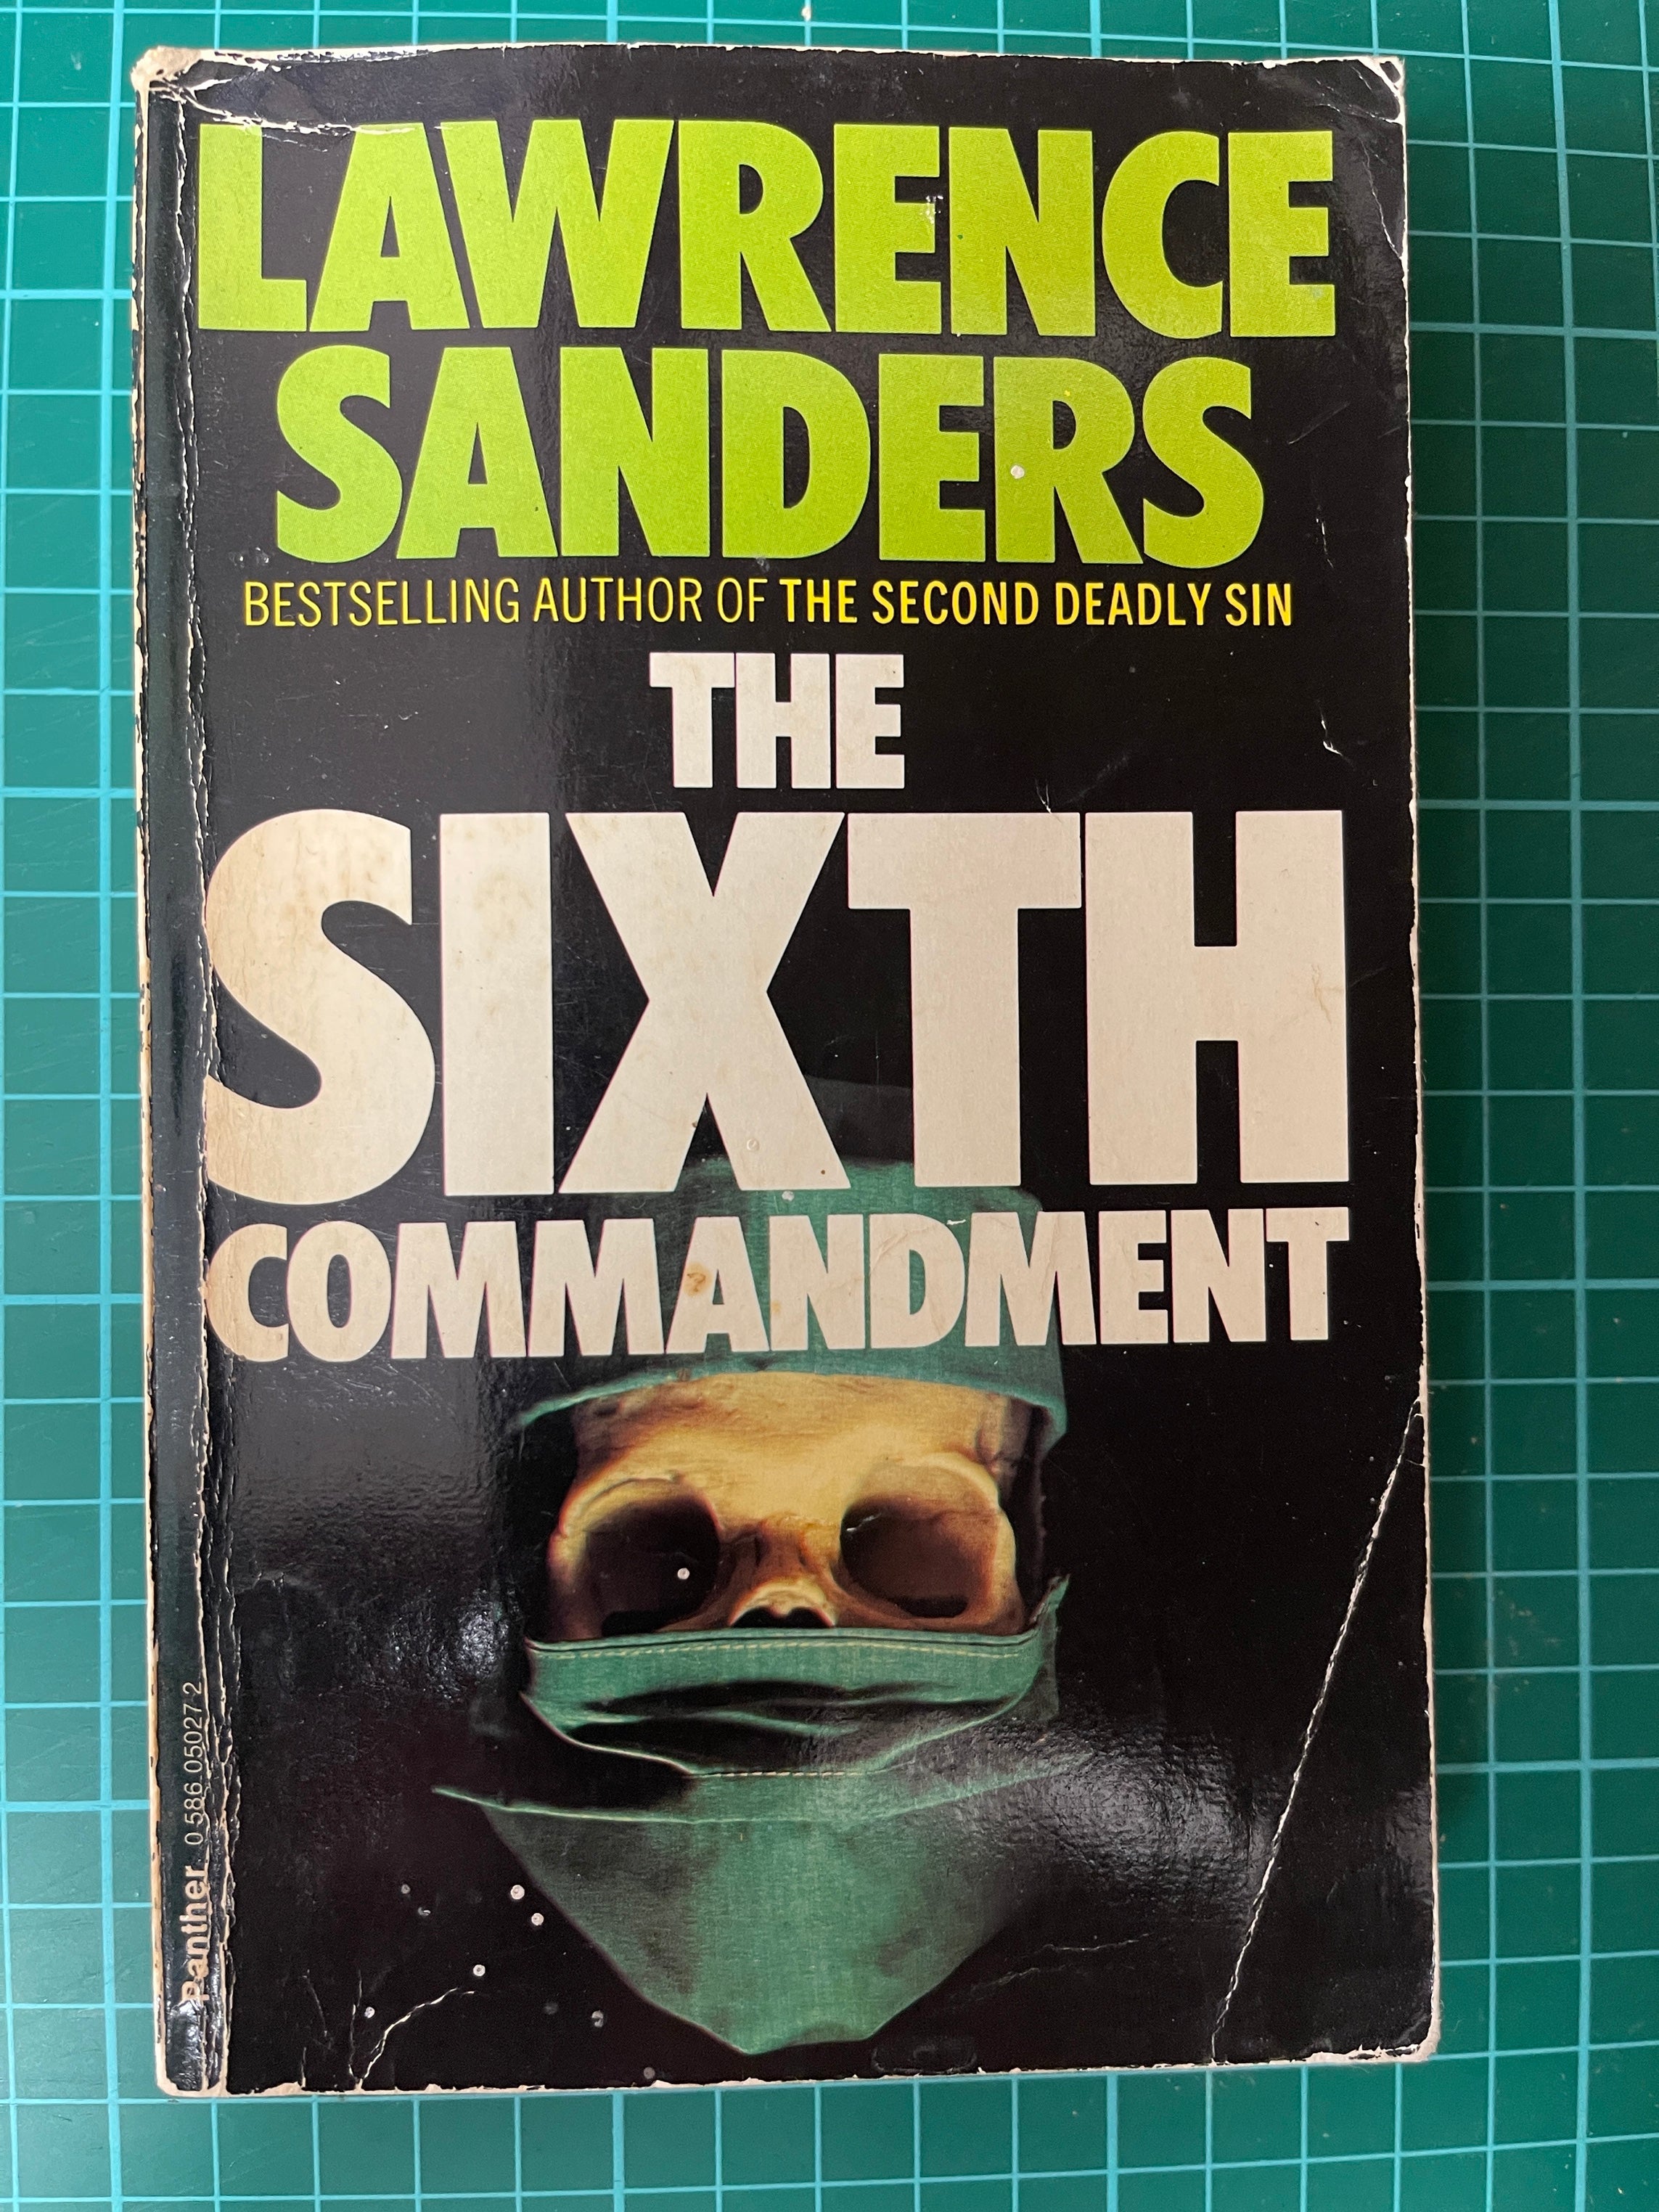 LAWRENCE
SANDERS
BESTSELLING AUTHOR OF THE SECOND DEADLY SIN
THE
SIXTH
COMMANDMENT
Panther 0 586 05027 2